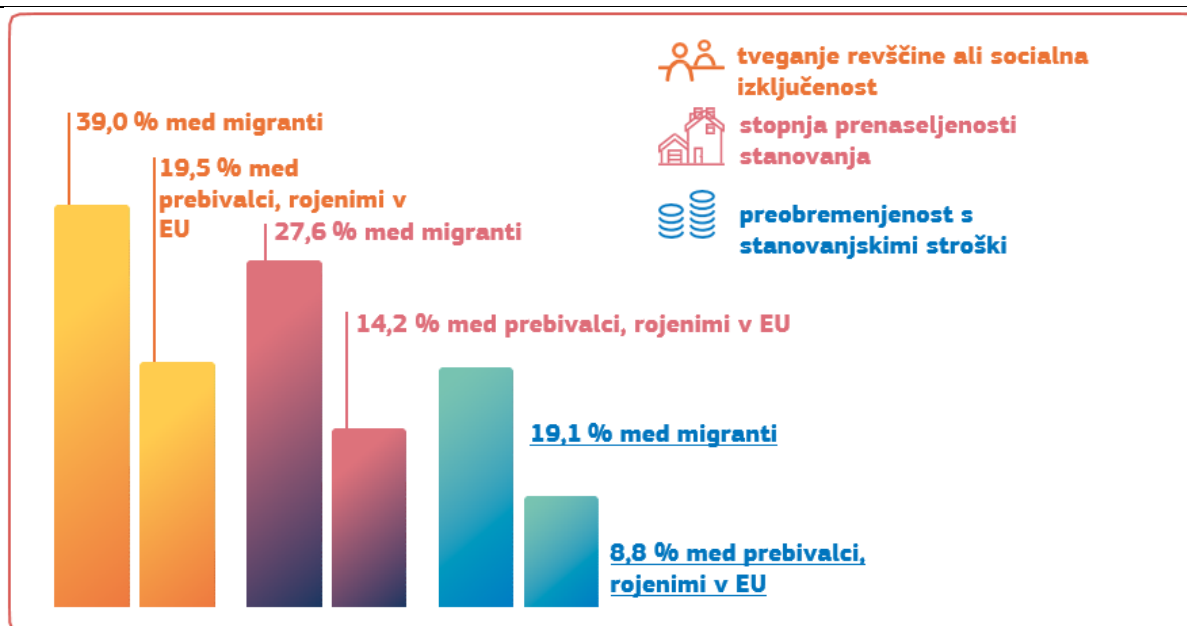 39,0 % med migranti
19,5 % med
prebivalci, rojenimi v
EU
27,6 % med migranti
14,2 % med prebivalci, rojenimi v EU
19,1 % med migranti
8,8 % med prebivalci,
rojenimi v EU
tveganje revščine ali socialna
izključenost
stopnja prenaseljenosti
stanovanja
preobremenjenost s
stanovanjskimi stroški